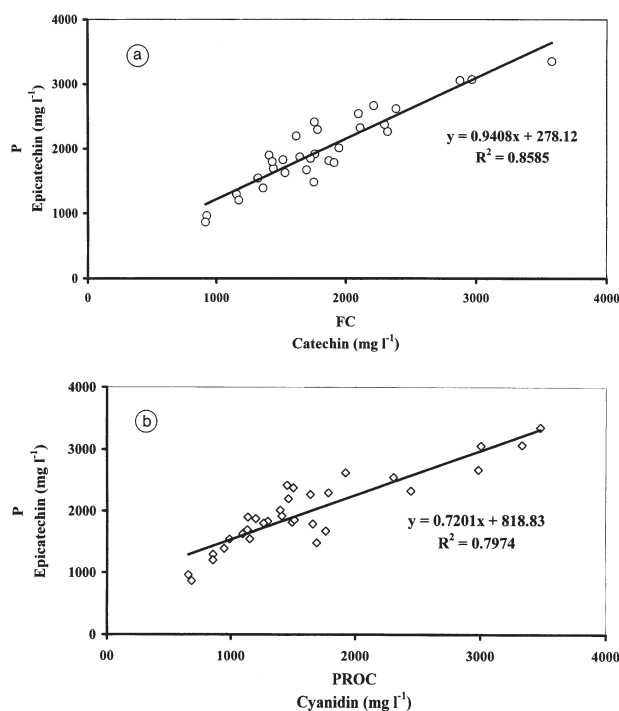 4000
a
3000
P
Epicatechin (mg l⁻¹)
y = 0.9408x + 278.12
R² = 0.8585
2000
1000
0
0 1000 2000 3000 4000
FC
Catechin (mg l⁻¹)
4000
b
3000
P
Epicatechin (mg l⁻¹)
2000
y = 0.7201x + 818.83
R² = 0.7974
1000
0
00 1000 2000 3000 4000
PROC
Cyanidin (mg l⁻¹)